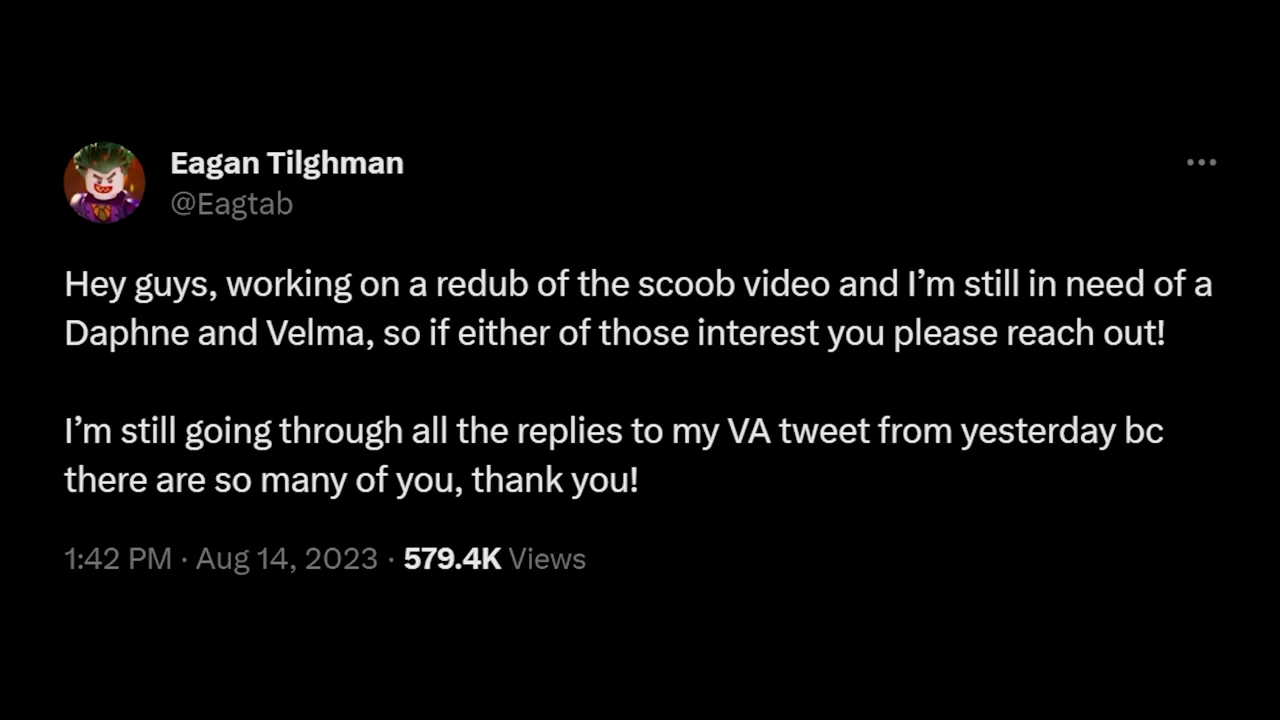 Eagan Tilghman
@Eagtab
Hey guys, working on a redub of the scoob video and I’m still in need of a
Daphne and Velma, so if either of those interest you please reach out!
I’m still going through all the replies to my VA tweet from yesterday bc
there are so many of you, thank you!
1:42 PM · Aug 14, 2023 · 579.4K Views